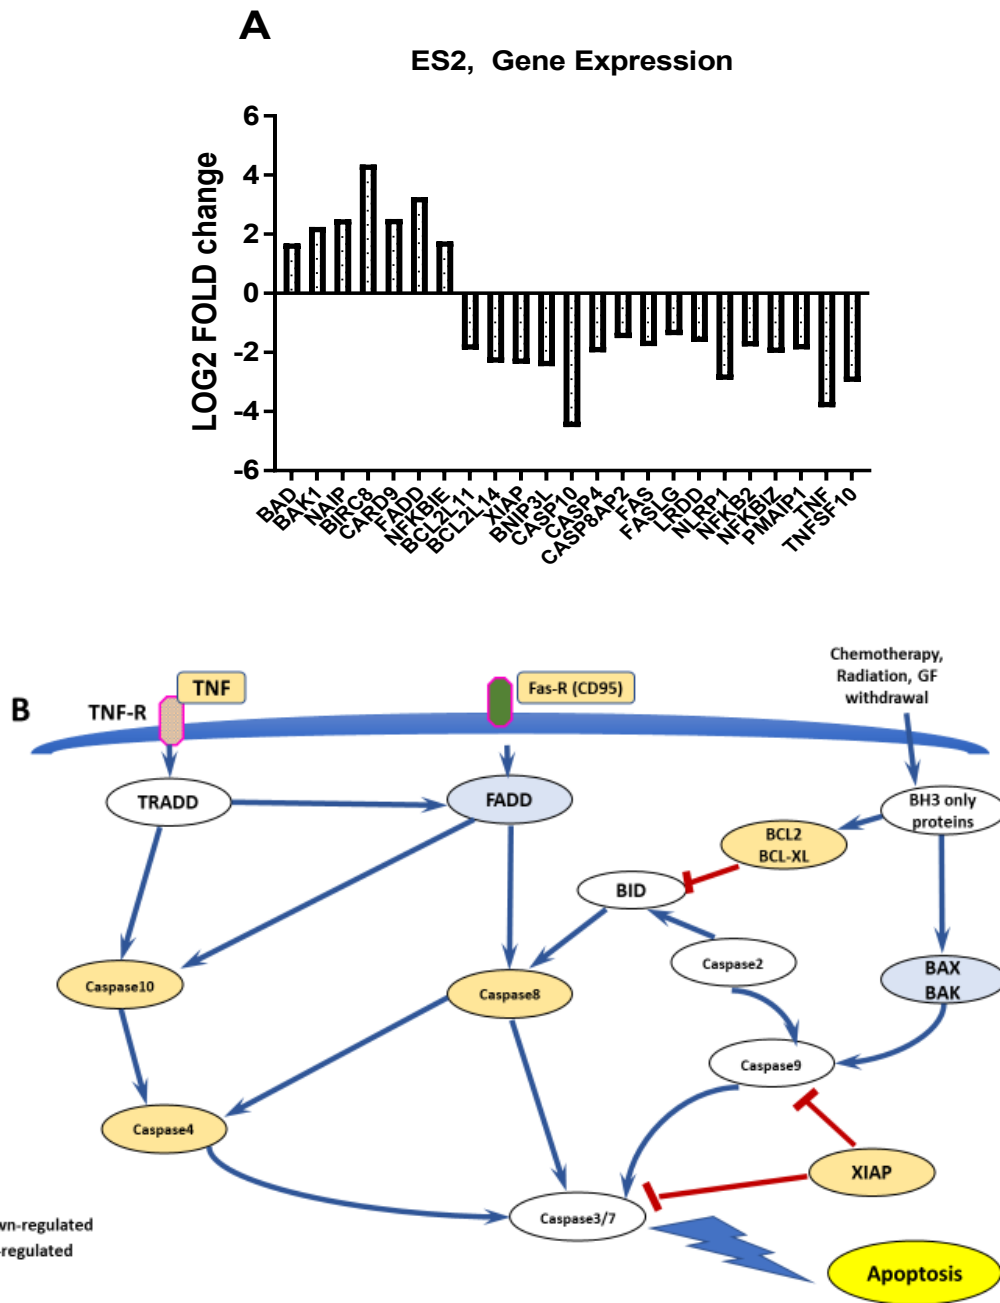 A
ES2, Gene Expression
LOG2 FOLD change
6
4
2
0
-2
-4
-6
BAD
BAK1
NAIP
BIRC8
CARD9
FADD
NFKBIE
BCL2L11
BCL2L14
XIAP
BNIP3L
CASP10
CASP4
CASP8AP2
FAS
FASLG
LRDD
NLRP1
NFKB2
NFKBIZ
PMAIP1
TNF
TNFSF10
B
TNF
TNF-R
Fas-R (CD95)
Chemotherapy,
Radiation, GF
withdrawal
TRADD
FADD
BH3 only
proteins
BCL2
BCL-XL
BID
Caspase2
BAX
BAK
Caspase10
Caspase8
Caspase9
Caspase4
XIAP
Caspase3/7
wn-regulated
-regulated
Apoptosis